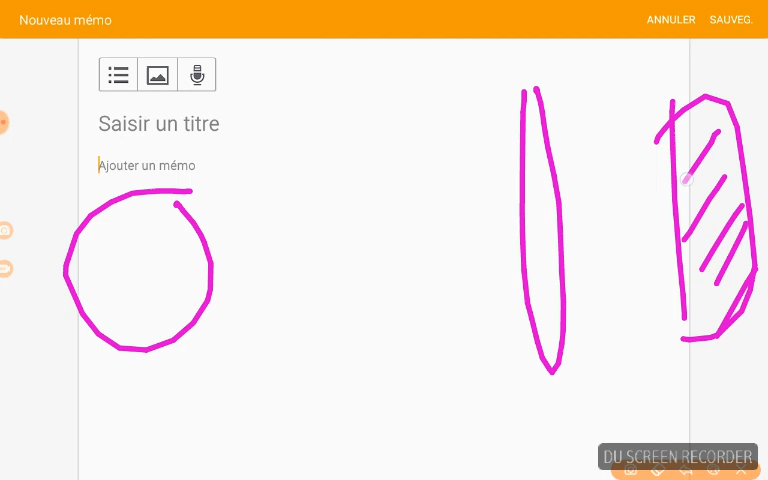 Nouveau mémo
ANNULER SAUVEG.
Saisir un titre
Ajouter un mémo
DU SCREEN RECORDER